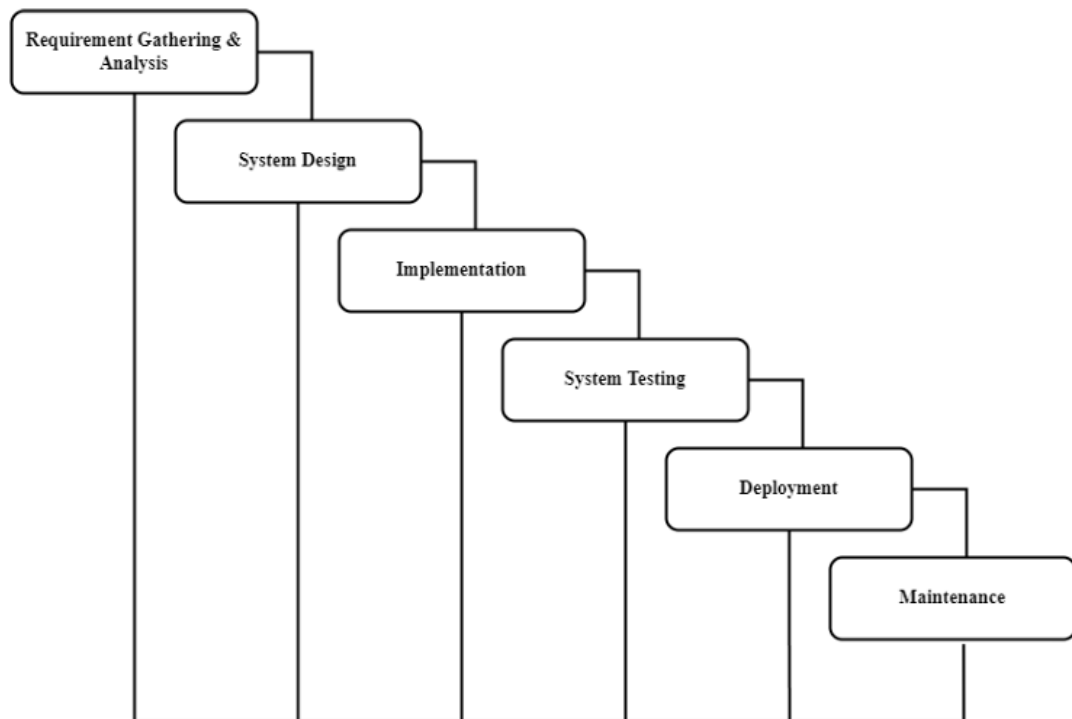 Requirement Gathering &
Analysis
System Design
Implementation
System Testing
Deployment
Maintenance